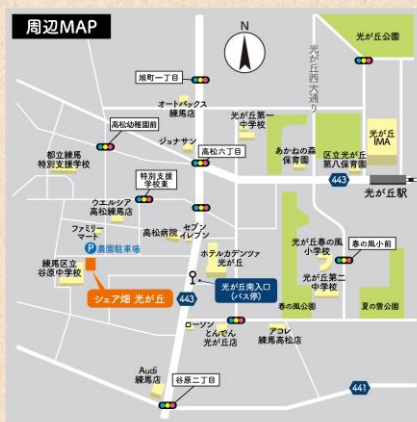 周辺MAP
N
光が丘公園
光が丘西大通り
旭町一丁目
オートバックス
練馬店
高松幼稚園前
光が丘第一
中学校
ジョナサン
都立練馬
特別支援学校
高松六丁目
あかねの森
保育園
区立光が丘
第八保育園
光が丘
IMA
特別支援
学校東
443
光が丘駅
ウエルシア
高松練馬店
ファミリー
マート
高松病院
セブン
イレブン
P 農園駐車場
ホテルカデンツァ
光が丘
光が丘春の風
小学校
春の風小前
練馬区立
谷原中学校
光が丘第二
中学校
シェア畑 光が丘
443
光が丘南入口
(バス停)
春の風公園
夏の雲公園
ローソン
とんでん
光が丘店
アコレ
練馬高松店
Audi
練馬店
谷原二丁目
441